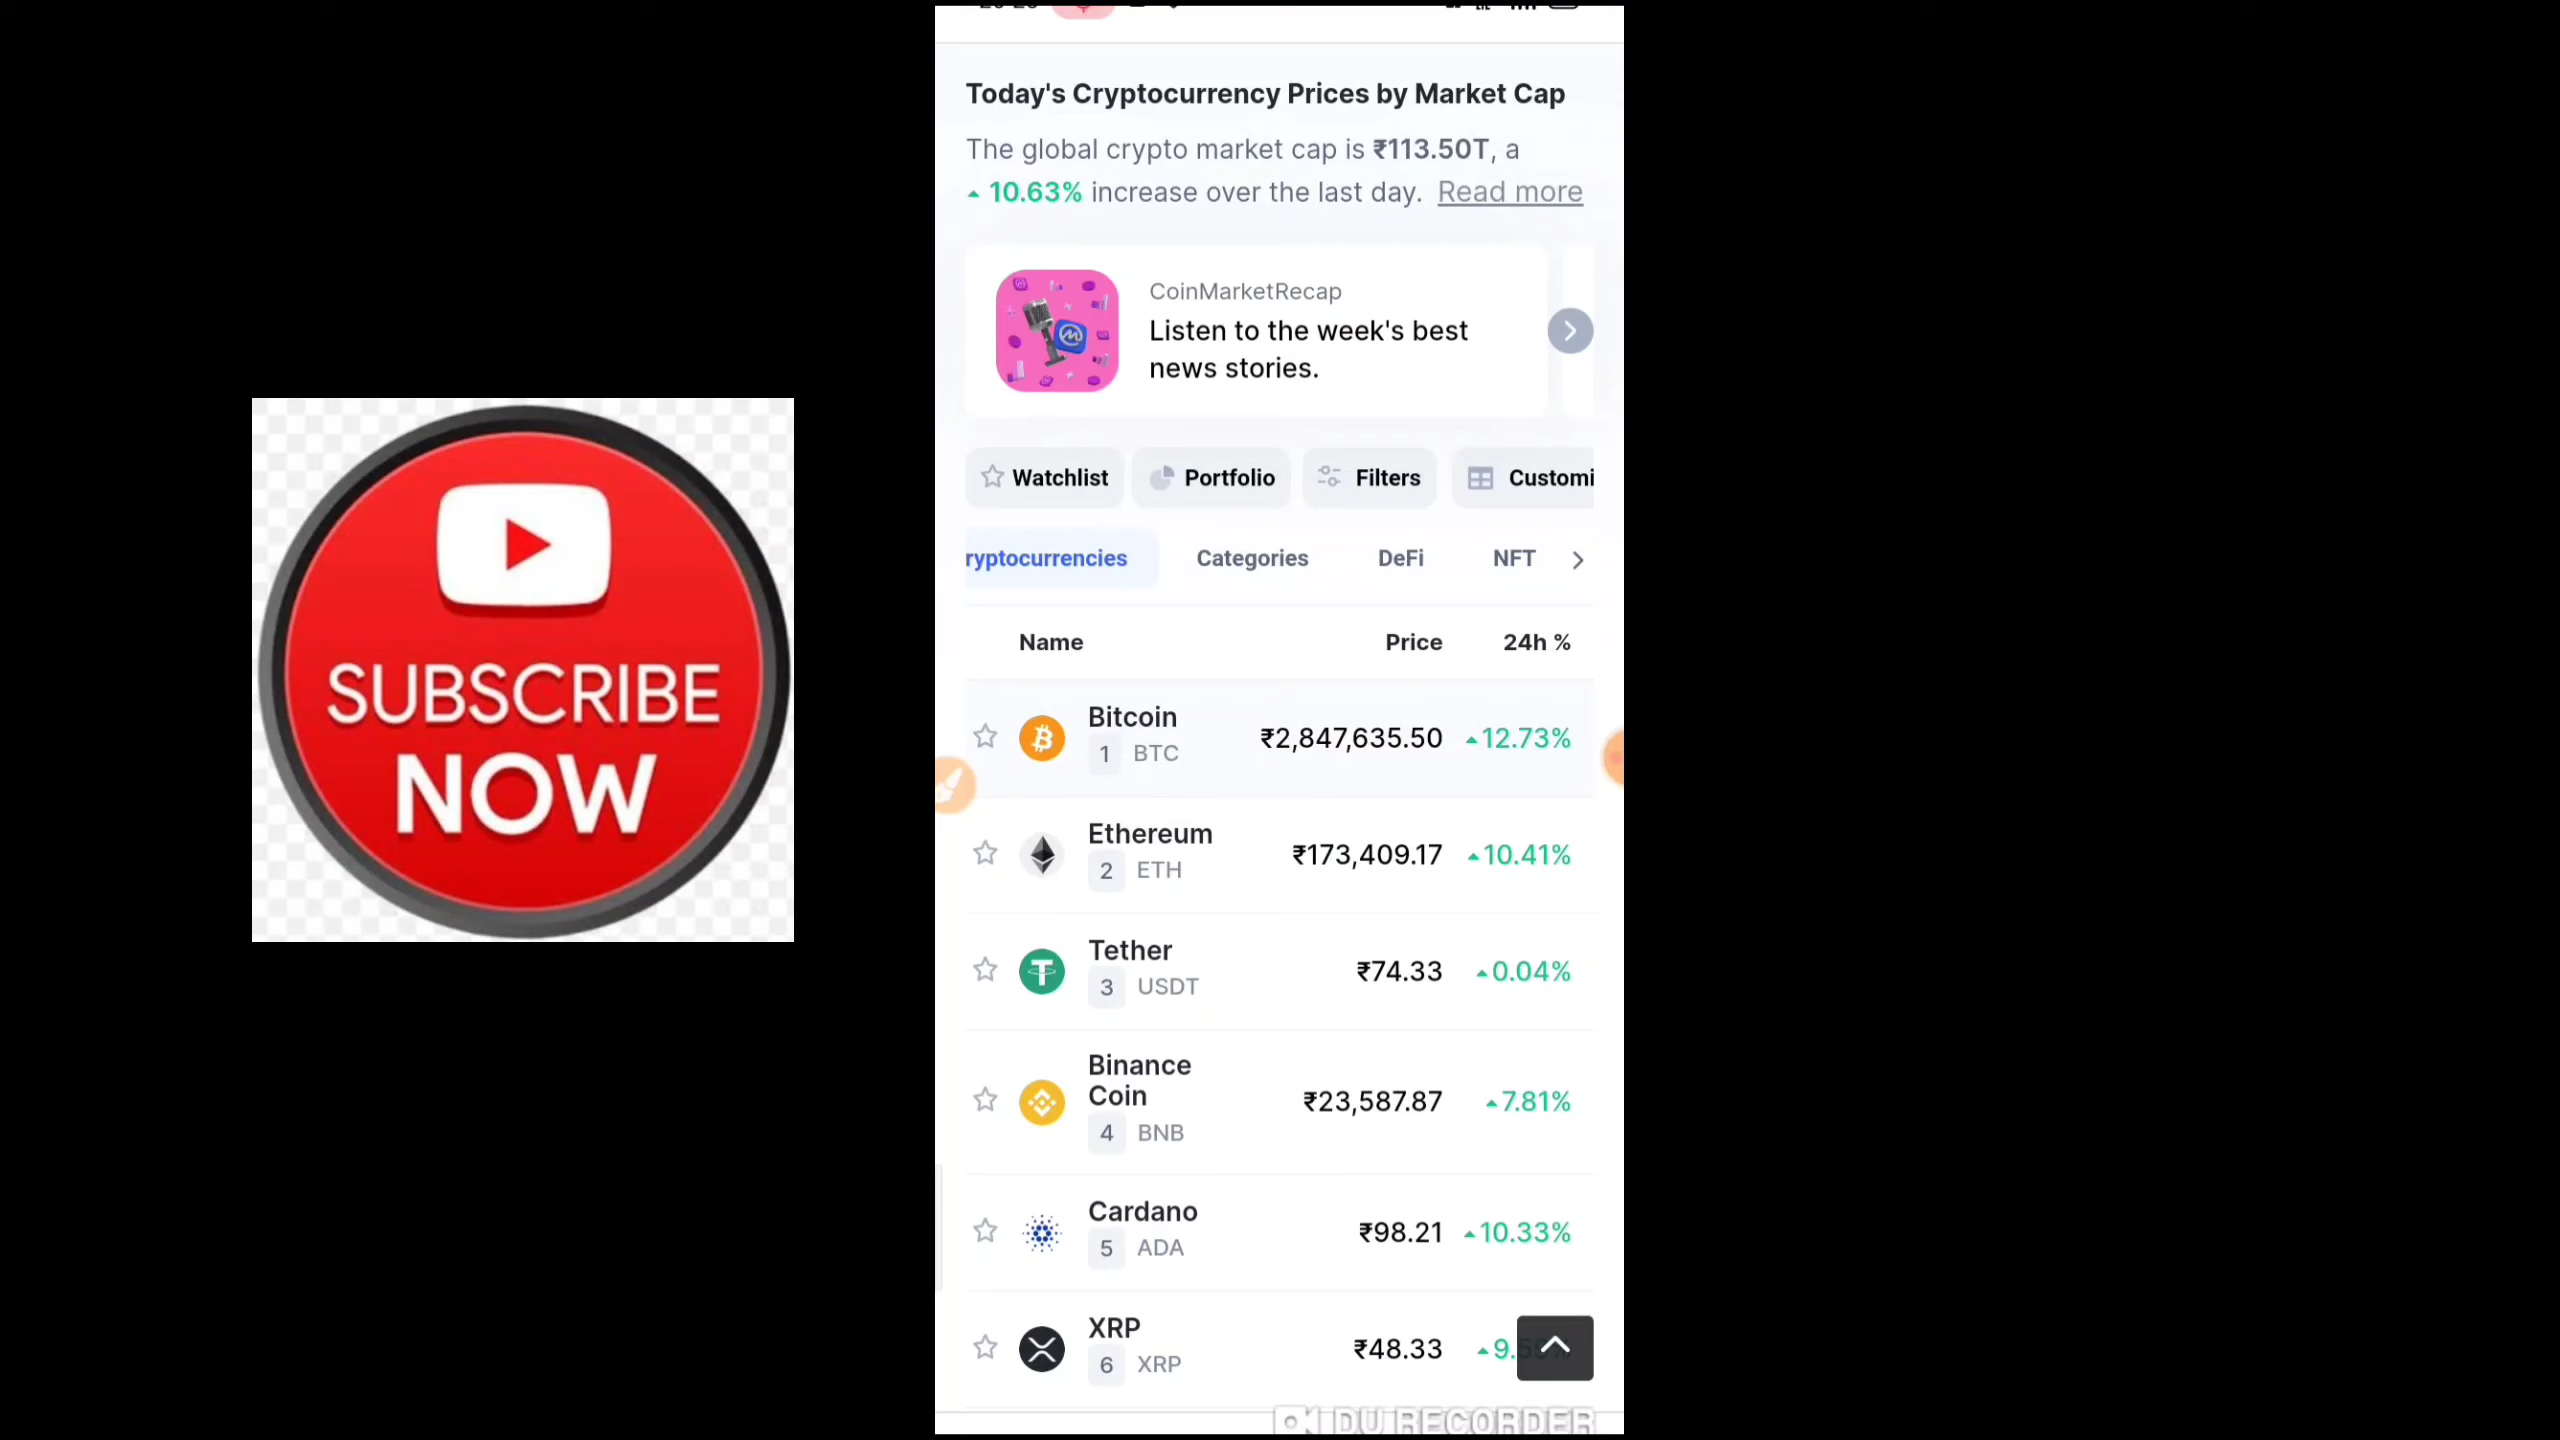 SUBSCRIBE
NOW
Today's Cryptocurrency Prices by Market Cap
The global crypto market cap is ₹113.50T, a
10.63% increase over the last day. Read more
CoinMarketRecap
Listen to the week's best
news stories.
Watchlist Portfolio Filters Customi
ryptocurrencies Categories DeFi NFT
Name Price 24h %
Bitcoin
1 BTC ₹2,847,635.50 12.73%
Ethereum
2 ETH ₹173,409.17 10.41%
Tether
3 USDT ₹74.33 0.04%
Binance
Coin
4 BNB ₹23,587.87 7.81%
Cardano
5 ADA ₹98.21 10.33%
XRP
6 XRP ₹48.33
DU RECORDER